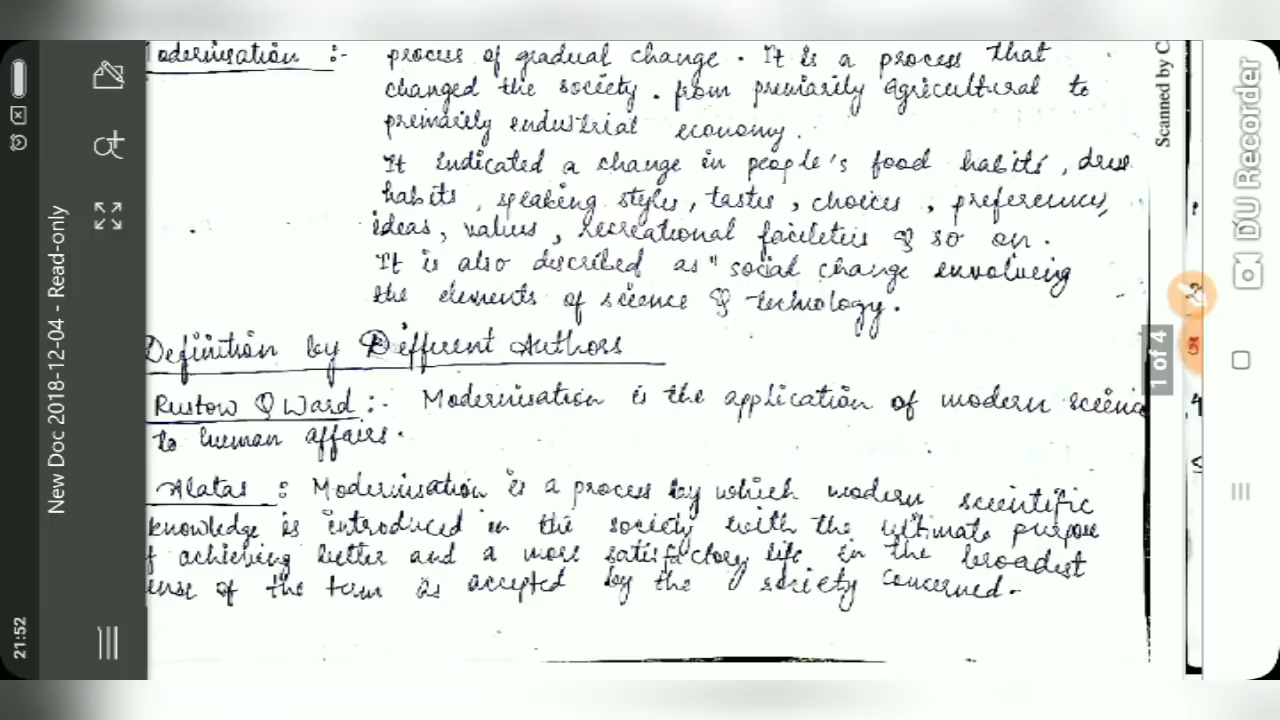 Modernisation :- process of gradual change. It is a process that
changed the society. from primarily agricultural to
primarily industrial economy.
It indicated a change in people's food habits, dress
habits, speaking styles, tastes, choices, preferences,
ideas, values, recreational facilities & so on.
It is also described as "social change involving
the elements of science & technology.
Definition by Different Authors
Rustow & Ward :- Modernisation is the application of modern scienc
to human affairs.
Alatas : Modernisation is a process by which modern scientific
knowledge is introduced in the society with the ultimate purpose
f achieving better and a more satisfactory life in the broadest
ense of the term as accepted by the society concerned.
New Doc 2018-12-04 - Read-only
21:52
1 of 4
Scanned by C
DU Recorder